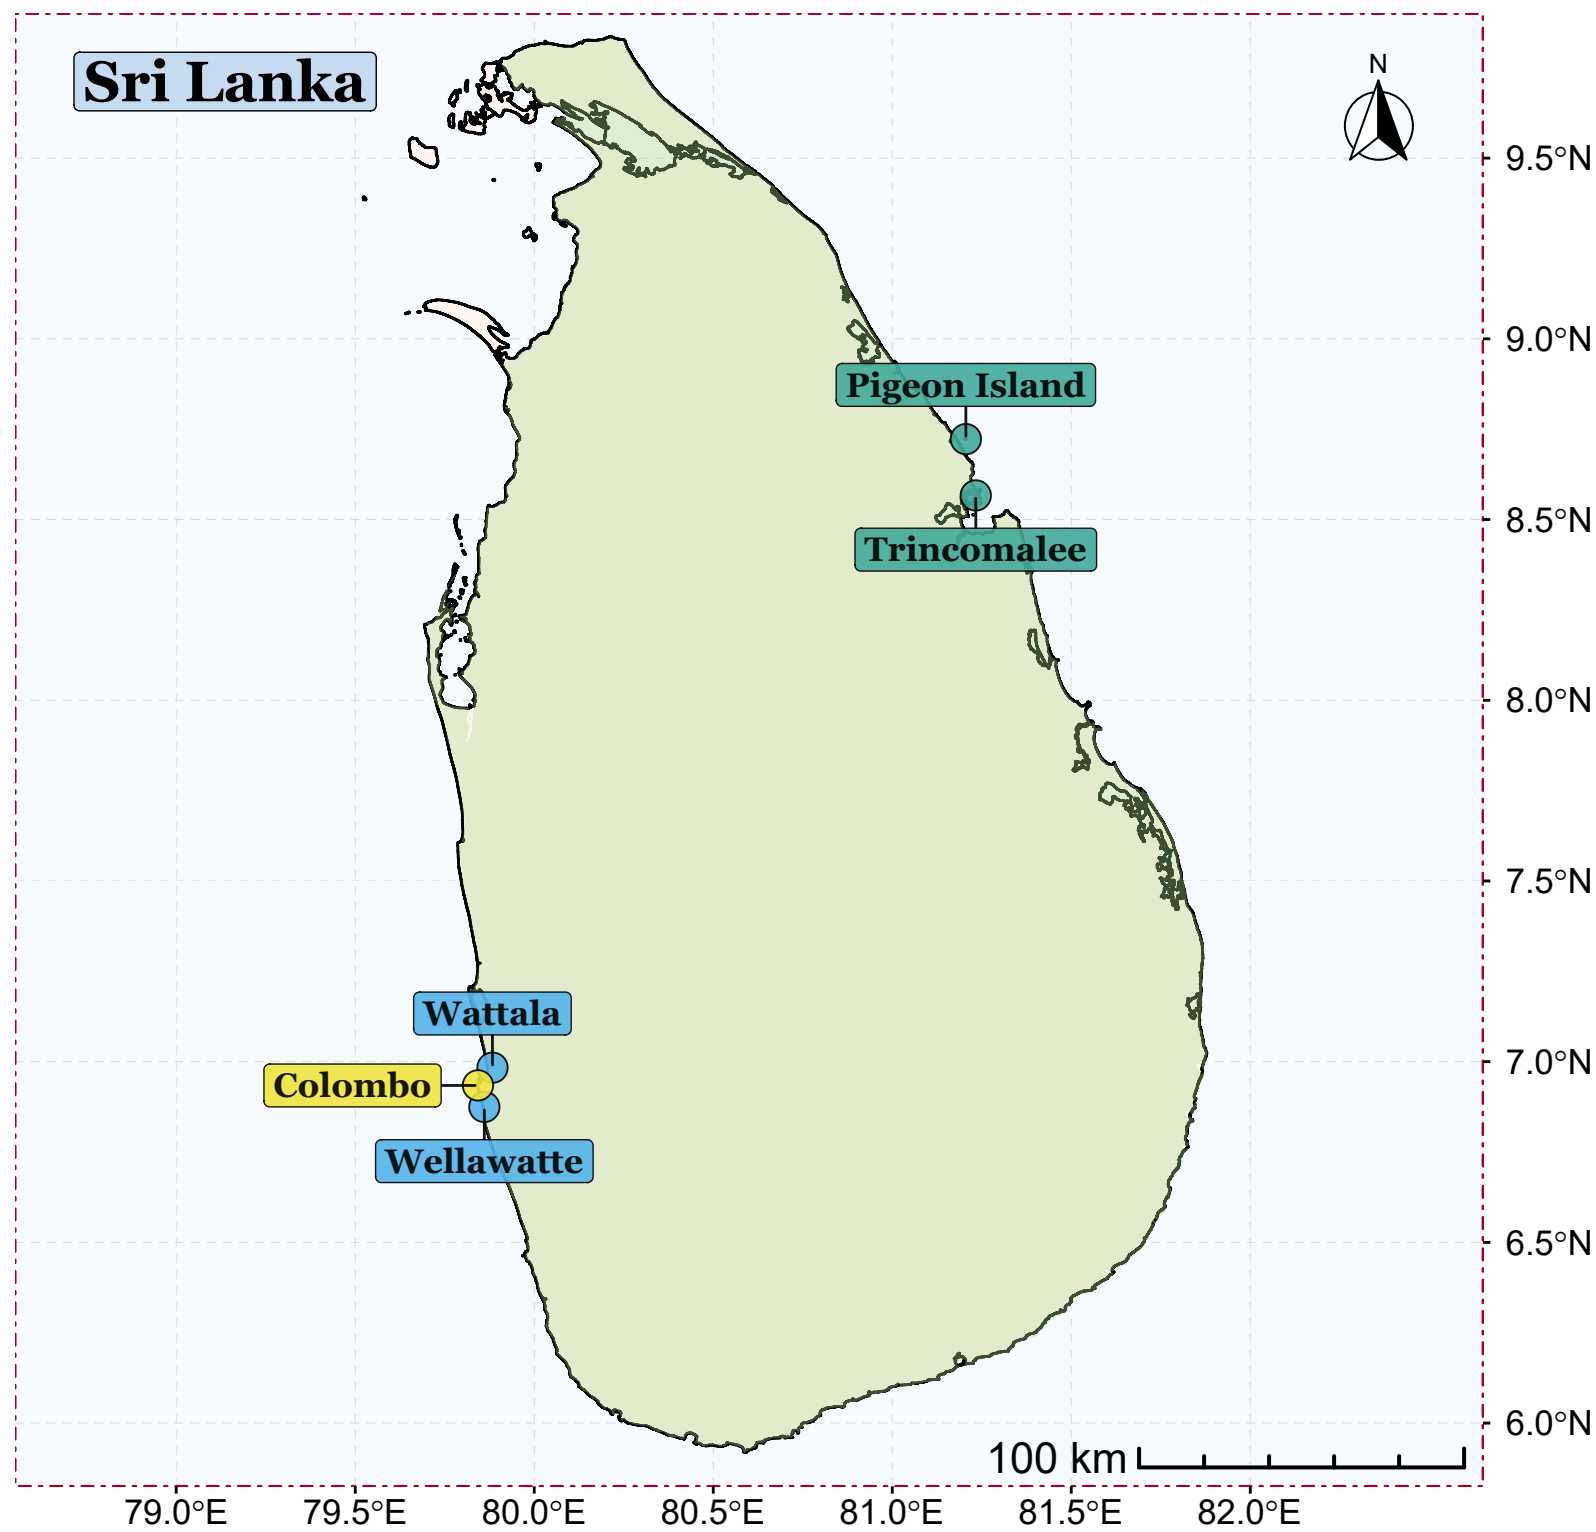 Sri Lanka
N
9.5°N
9.0°N
Pigeon Island
8.5°N
Trincomalee
8.0°N
7.5°N
Wattala
7.0°N
Colombo
Wellawatte
6.5°N
6.0°N
100 km
79.0°E 79.5°E 80.0°E 80.5°E 81.0°E 81.5°E 82.0°E